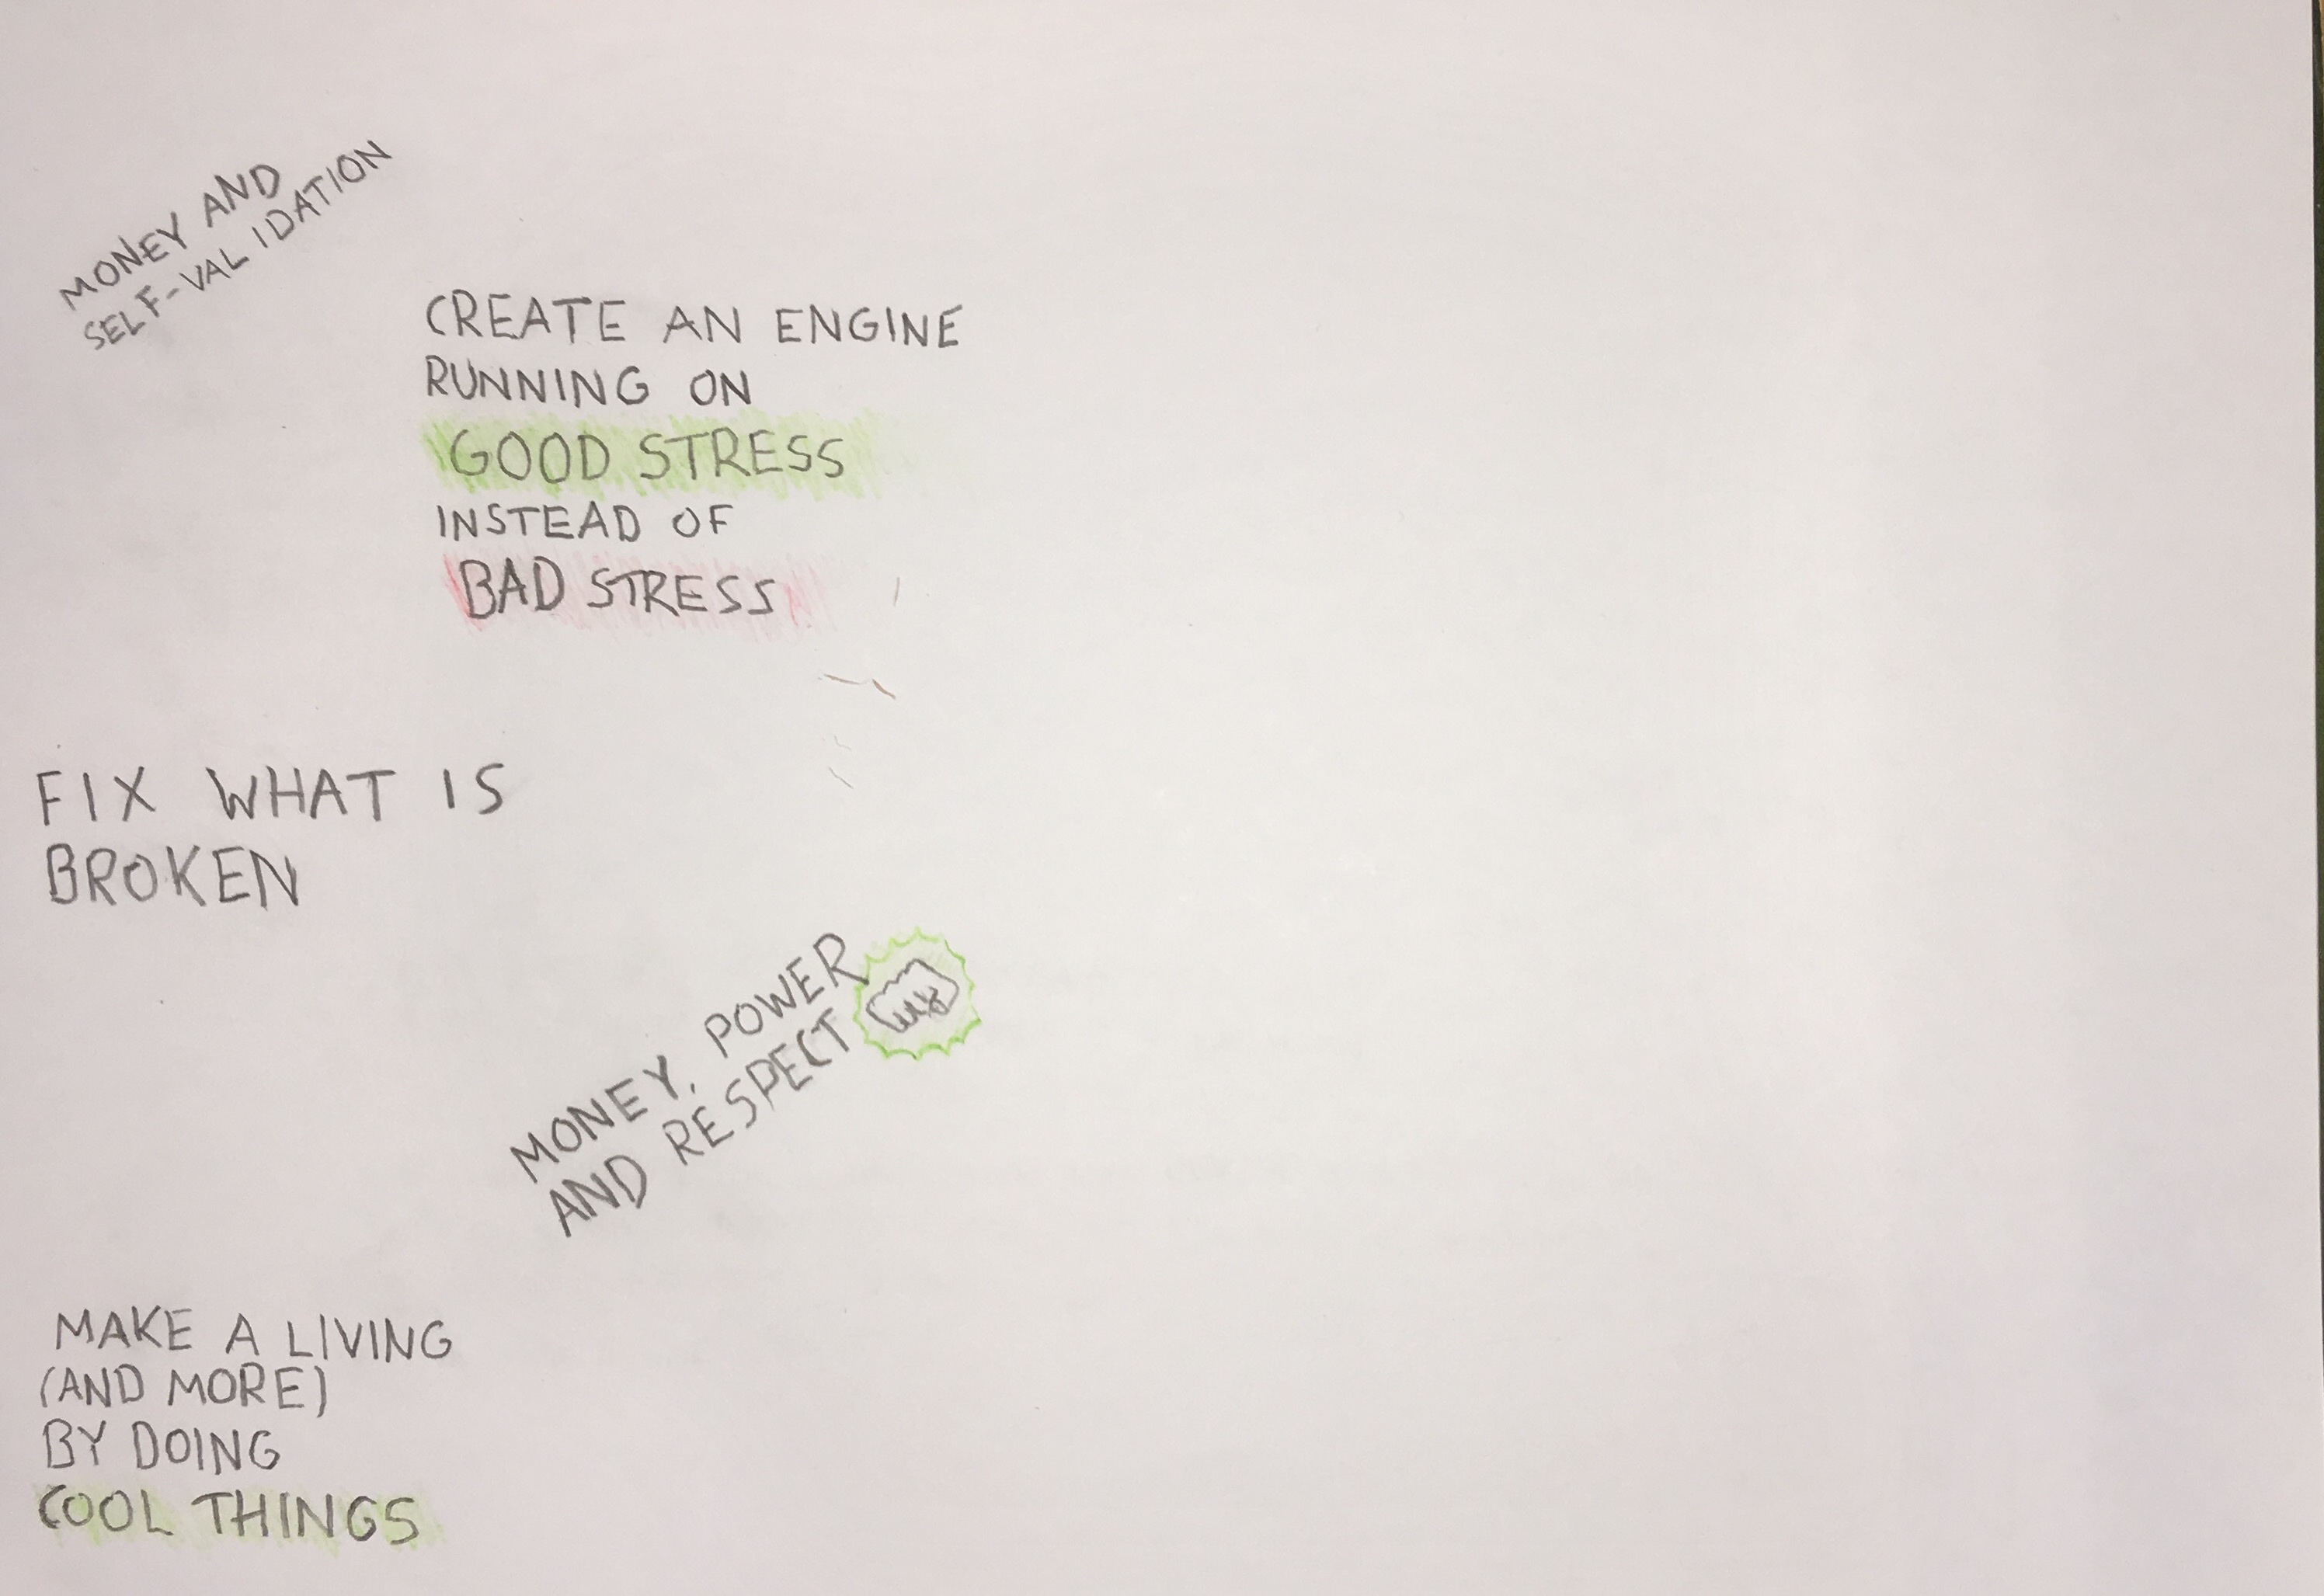 MONEY AND
SELF-VALIDATION
CREATE AN ENGINE
RUNNING ON
GOOD STRESS
INSTEAD OF
BAD STRESS
FIX WHAT IS
BROKEN
MONEY, POWER
AND RESPECT
MAKE A LIVING
(AND MORE)
BY DOING
COOL THINGS